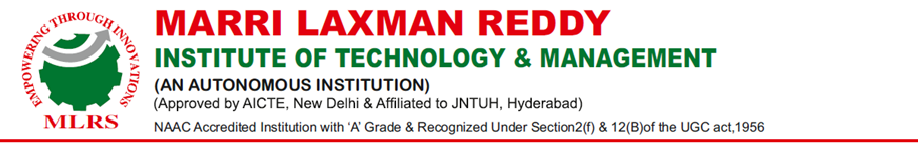 EMPOWERING THROUGH INNOVATIONS
MLRS
MARRI LAXMAN REDDY
INSTITUTE OF TECHNOLOGY & MANAGEMENT
(AN AUTONOMOUS INSTITUTION)
(Approved by AICTE, New Delhi & Affiliated to JNTUH, Hyderabad)
NAAC Accredited Institution with ‘A’ Grade & Recognized Under Section2(f) & 12(B)of the UGC act,1956